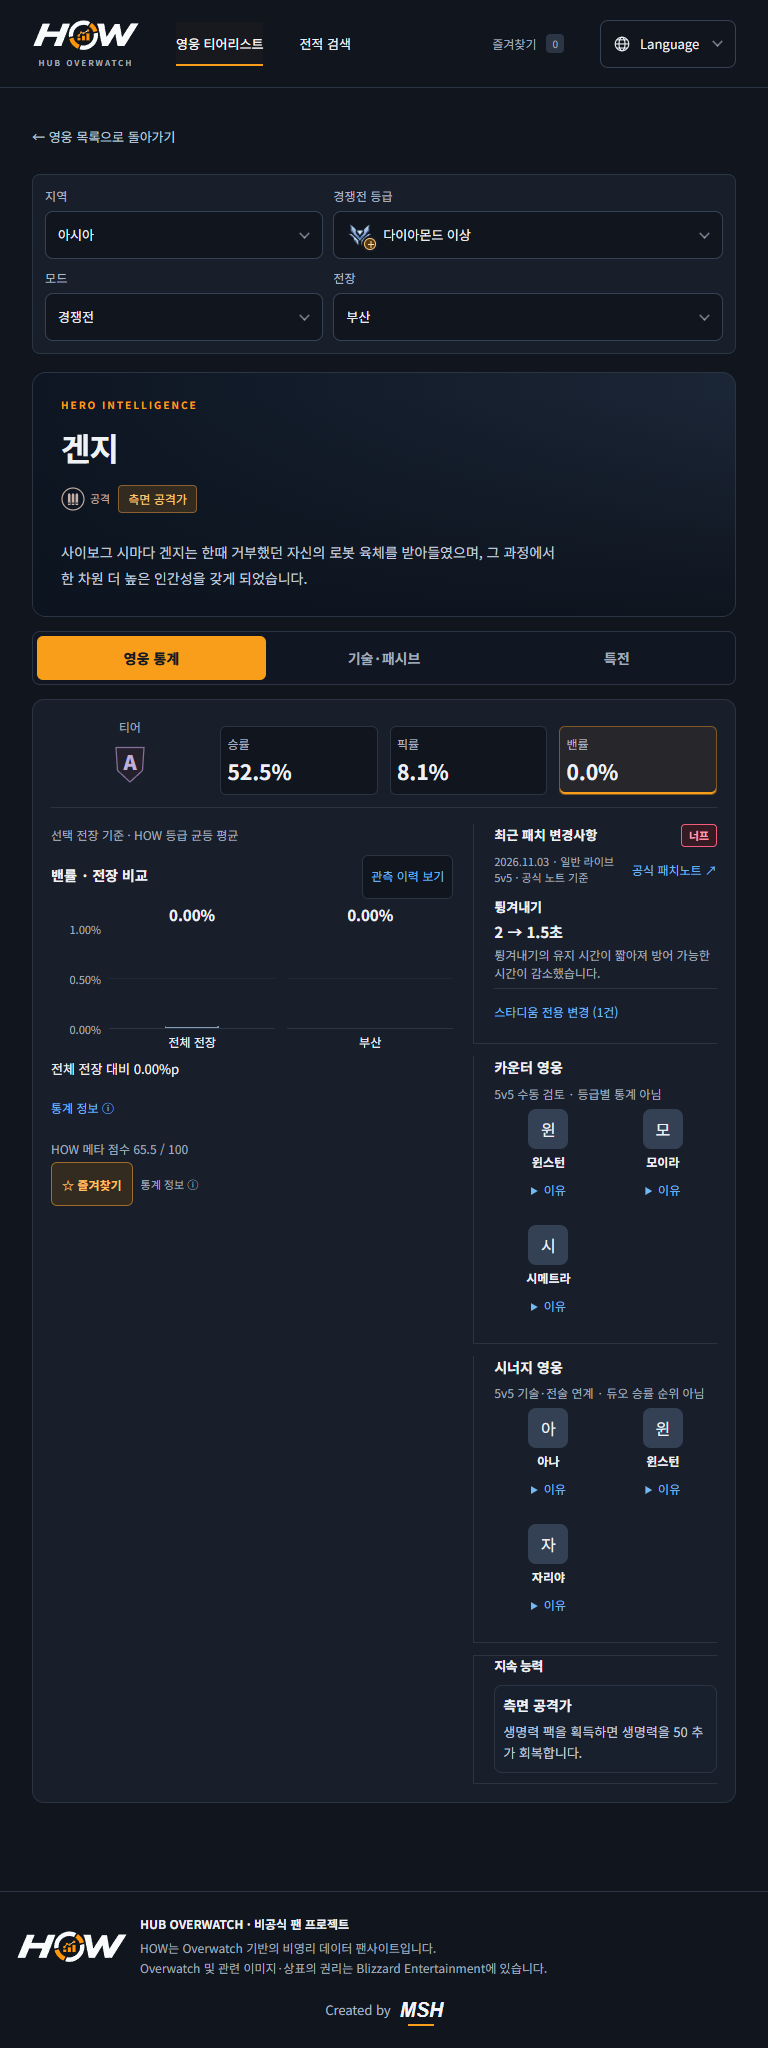 HOW
HUB OVERWATCH
영웅 티어리스트
전적 검색
즐겨찾기 0
Language
← 영웅 목록으로 돌아가기
지역
아시아
경쟁전 등급
다이아몬드 이상
모드
경쟁전
전장
부산
HERO INTELLIGENCE
겐지
공격
측면 공격가
사이보그 시마다 겐지는 한때 거부했던 자신의 로봇 육체를 받아들였으며, 그 과정에서
한 차원 더 높은 인간성을 갖게 되었습니다.
영웅 통계
기술·패시브
특전
티어
A
승률
52.5%
픽률
8.1%
밴률
0.0%
선택 전장 기준 · HOW 등급 균등 평균
밴률 · 전장 비교
관측 이력 보기
0.00%
0.00%
1.00%
0.50%
0.00%
전체 전장
부산
전체 전장 대비 0.00%p
통계 정보 ⓘ
HOW 메타 점수 65.5 / 100
☆ 즐겨찾기
통계 정보 ⓘ
최근 패치 변경사항
너프
2026.11.03 · 일반 라이브
5v5 · 공식 노트 기준
공식 패치노트 ↗
튕겨내기
2 → 1.5초
튕겨내기의 유지 시간이 짧아져 방어 가능한
시간이 감소했습니다.
스타디움 전용 변경 (1건)
카운터 영웅
5v5 수동 검토 · 등급별 통계 아님
윈
모
윈스턴
모이라
▶ 이유
▶ 이유
시
시메트라
▶ 이유
시너지 영웅
5v5 기술·전술 연계 · 듀오 승률 순위 아님
아
윈
아나
윈스턴
▶ 이유
▶ 이유
자
자리야
▶ 이유
지속 능력
측면 공격가
생명력 팩을 획득하면 생명력을 50 추
가 회복합니다.
HOW
HUB OVERWATCH · 비공식 팬 프로젝트
HOW는 Overwatch 기반의 비영리 데이터 팬사이트입니다.
Overwatch 및 관련 이미지·상표의 권리는 Blizzard Entertainment에 있습니다.
Created by MSH